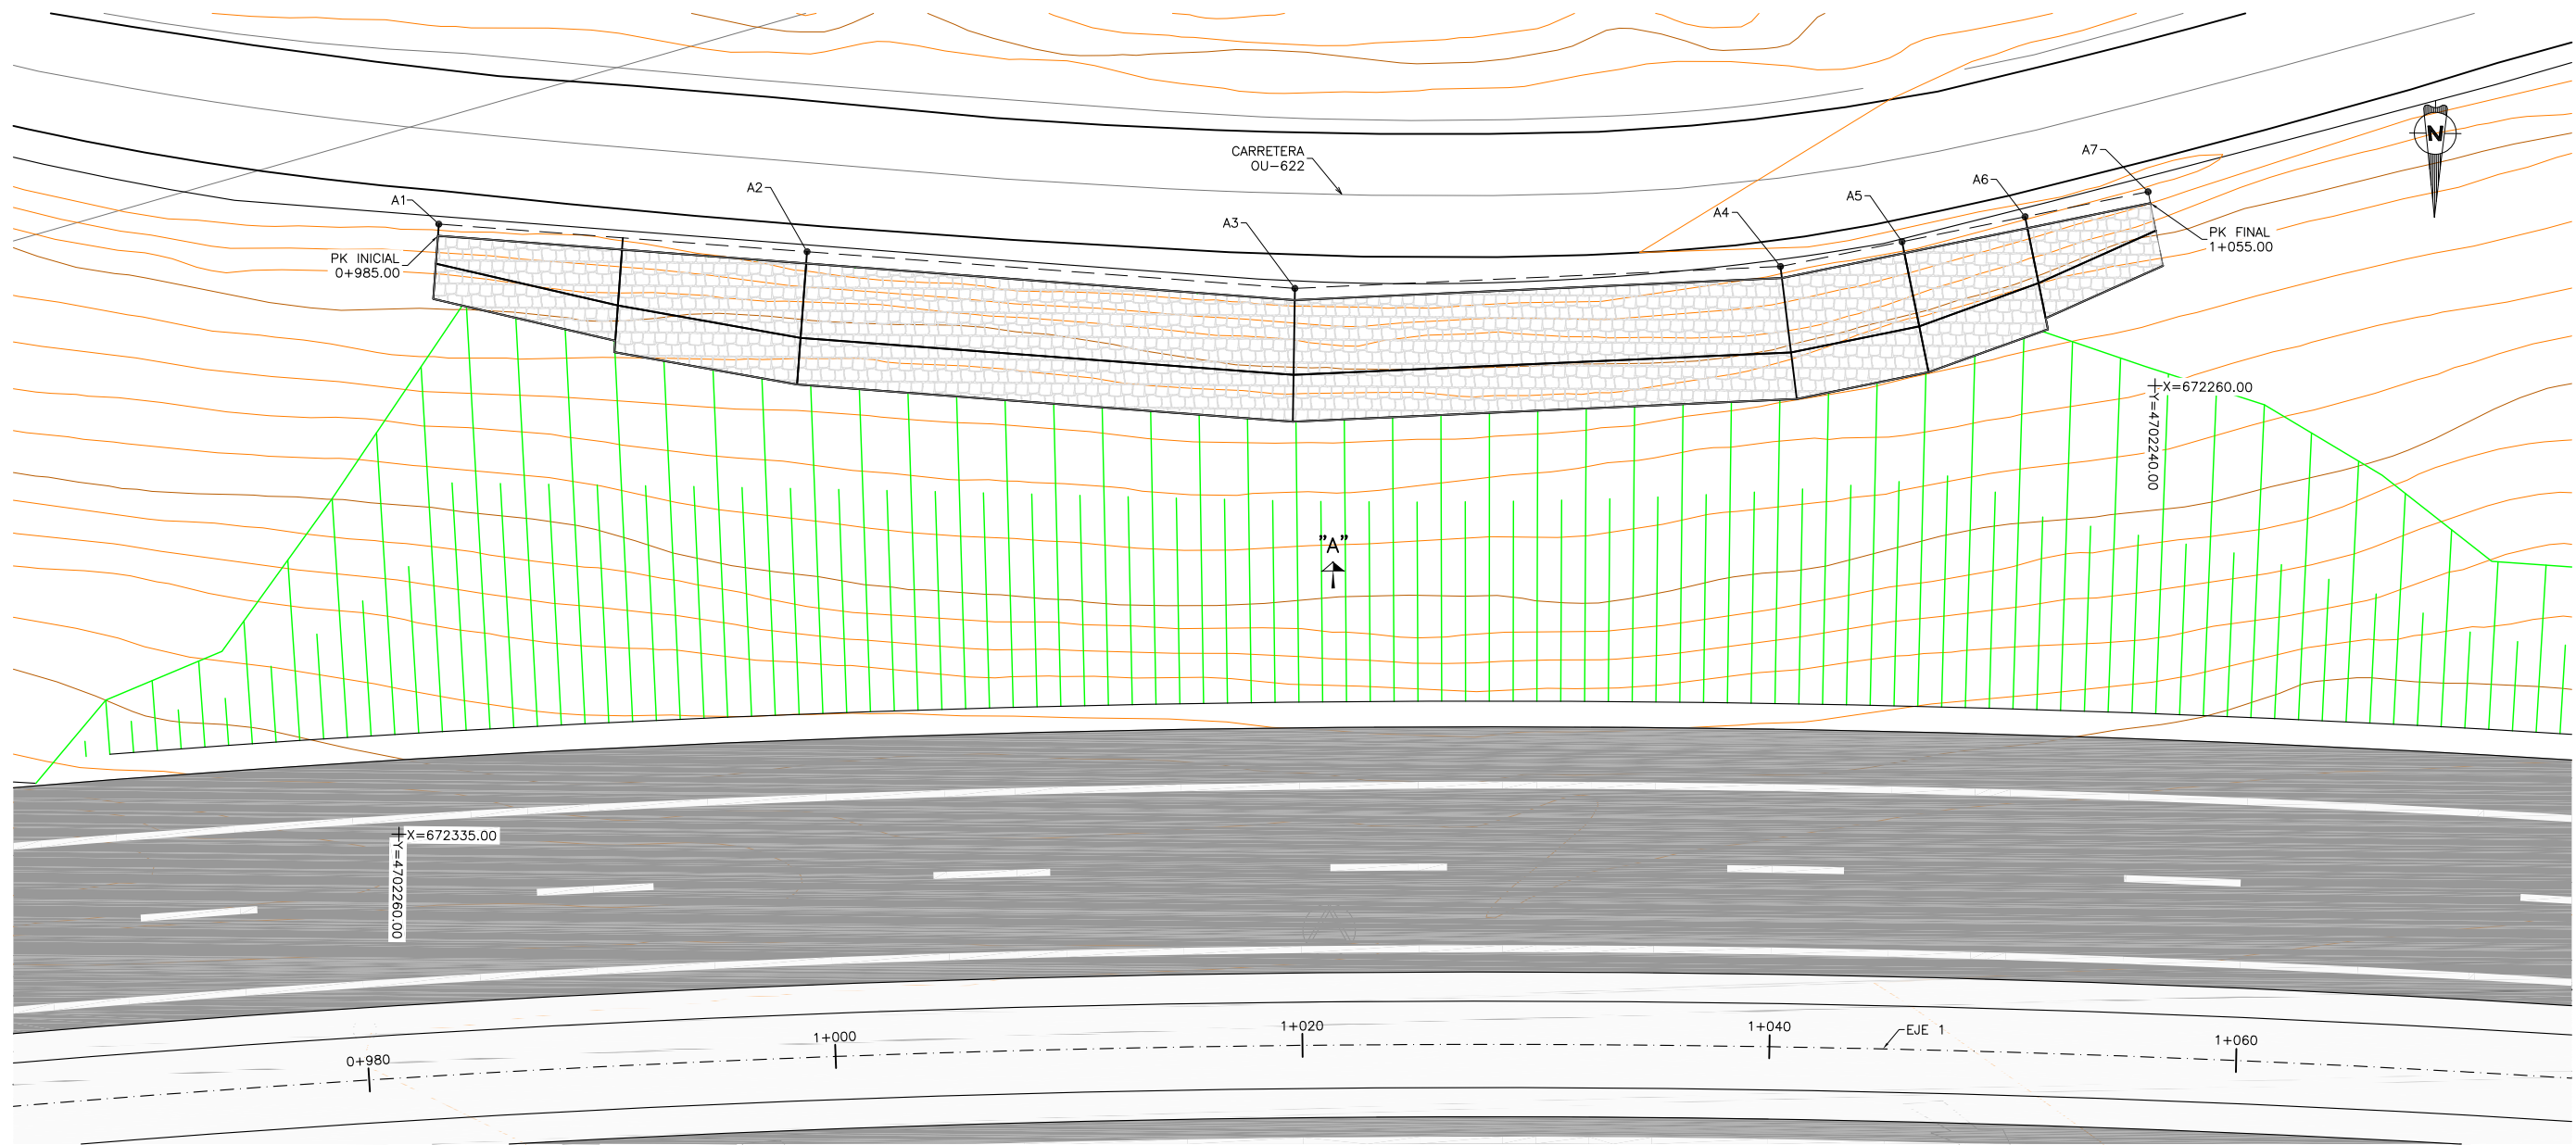 CARRETERA
OU-622
N
A7
A6
A5
A4
A3
A2
A1
PK INICIAL
0+985.00
PK FINAL
1+055.00
X=672260.00
Y=4702240.00
"A"
X=672335.00
Y=4702260.00
0+980
1+000
1+020
1+040
EJE 1
1+060